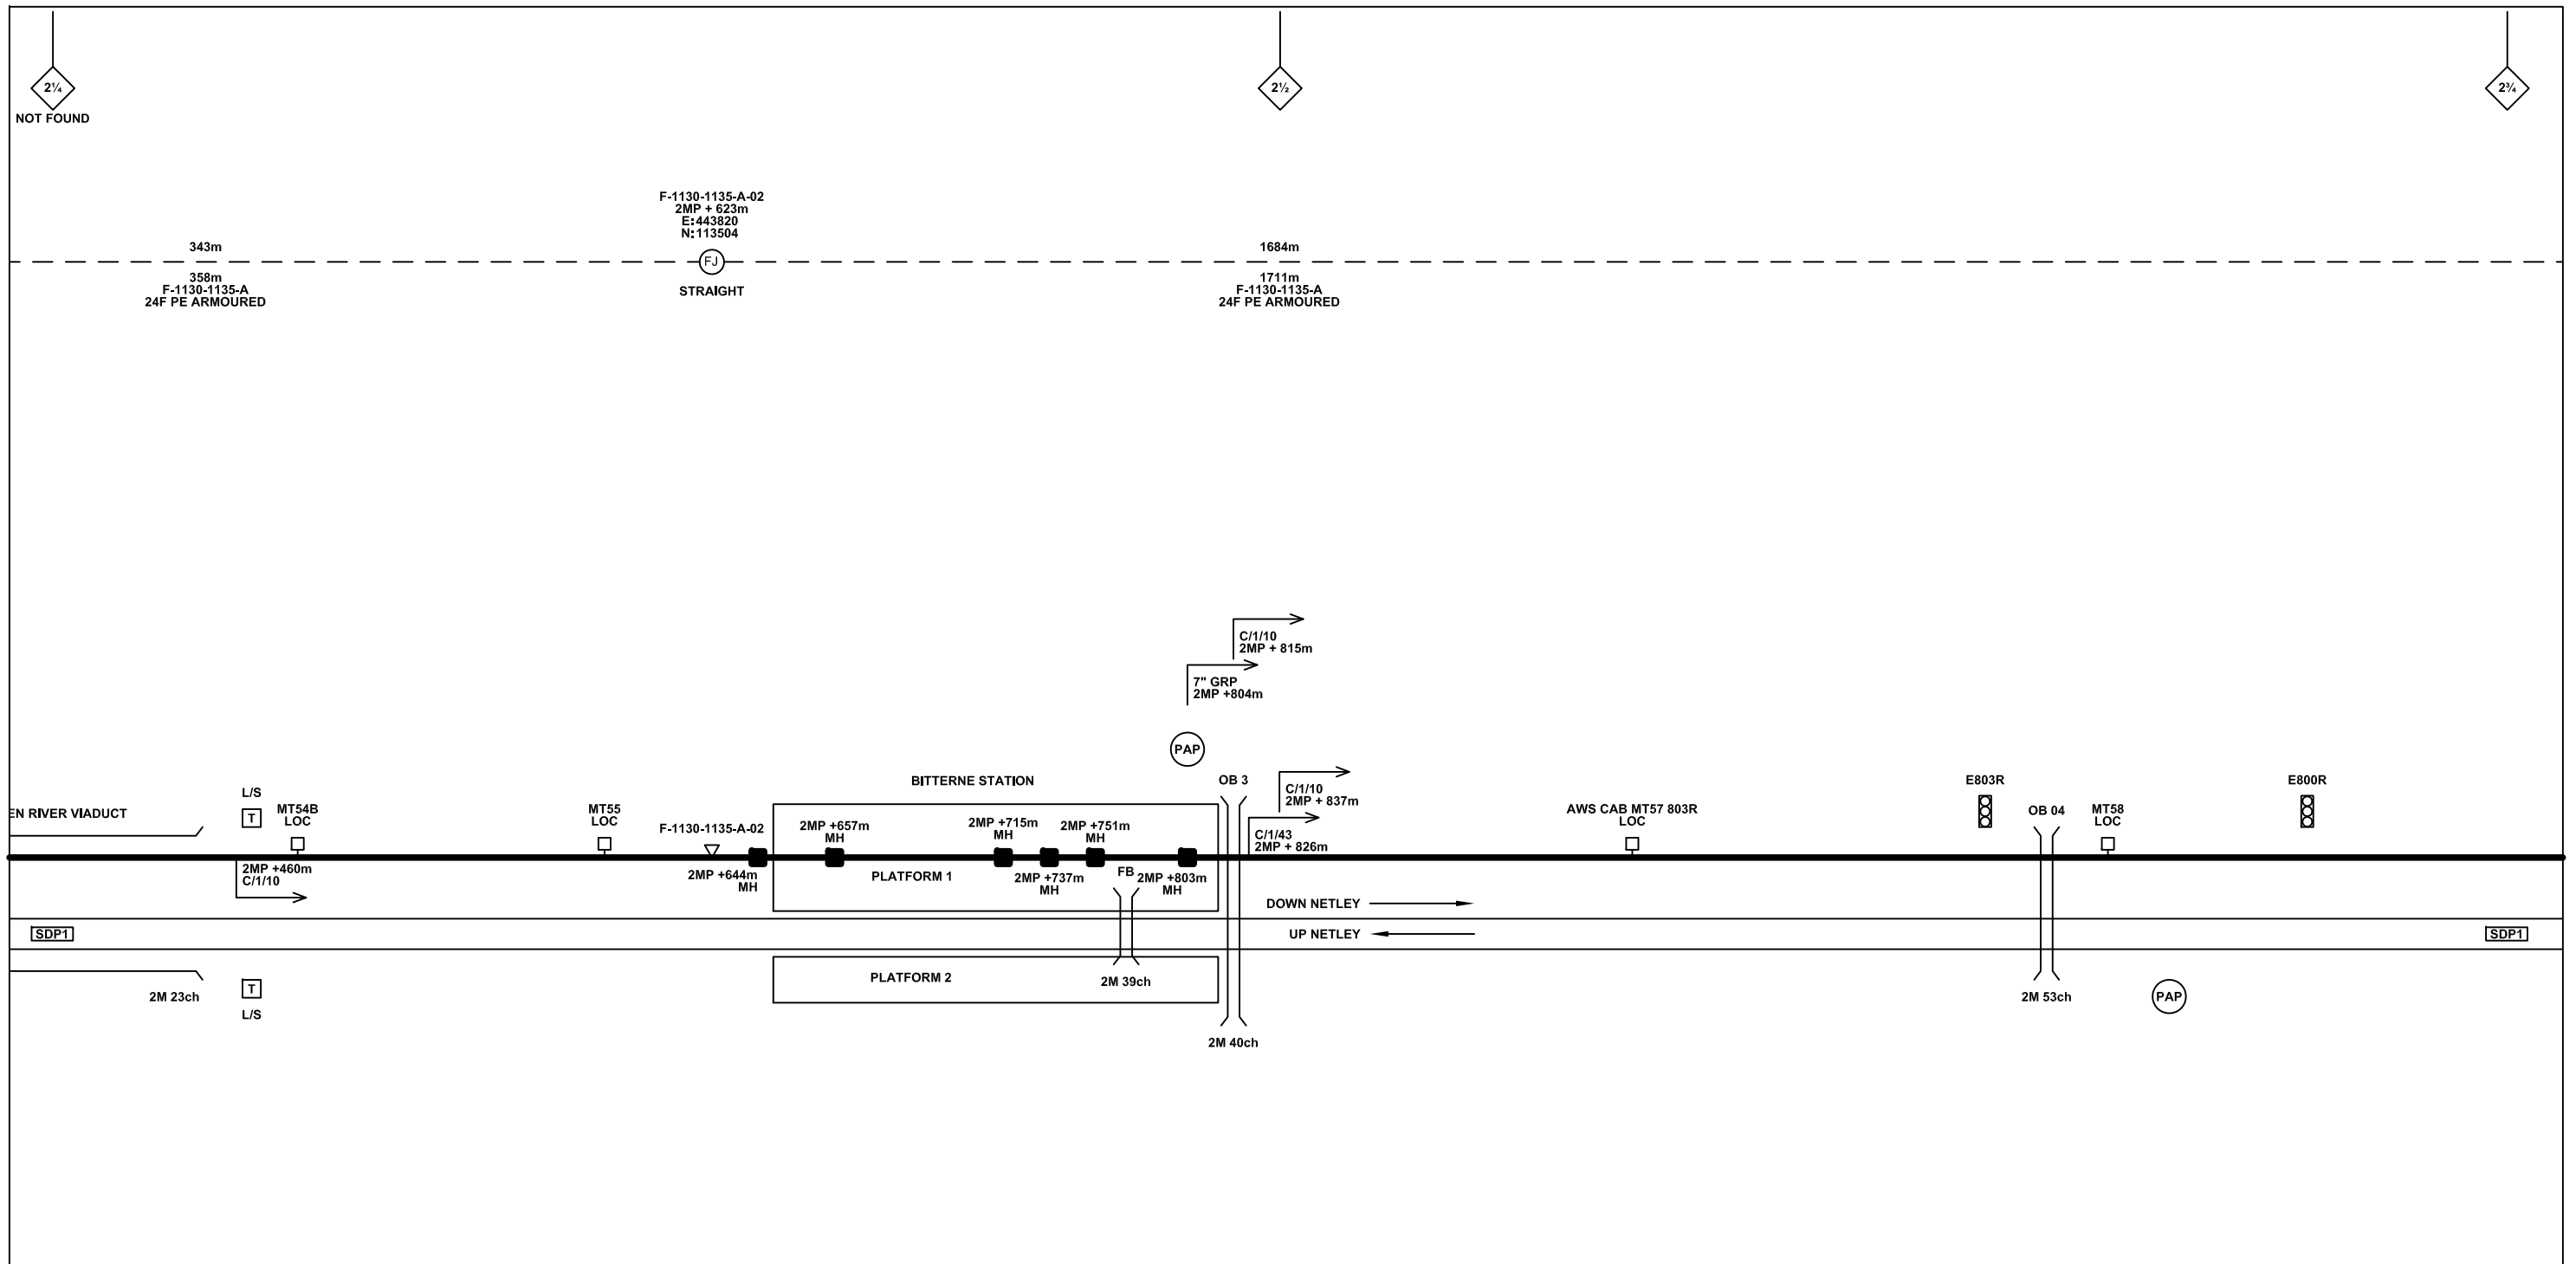 2¼
2½
2¾
NOT FOUND
F-1130-1135-A-02
2MP + 623m
E:443820
N:113504
343m
FJ
1684m
358m
F-1130-1135-A
24F PE ARMOURED
STRAIGHT
1711m
F-1130-1135-A
24F PE ARMOURED
C/1/10
2MP + 815m
7" GRP
2MP +804m
PAP
BITTERNE STATION
OB 3
C/1/10
2MP + 837m
E803R
E800R
L/S
T
EN RIVER VIADUCT
MT54B
LOC
MT55
LOC
F-1130-1135-A-02
2MP +657m
MH
2MP +715m
MH
2MP +751m
MH
C/1/43
2MP + 826m
AWS CAB MT57 803R
LOC
OB 04
MT58
LOC
2MP +460m
C/1/10
2MP +644m
MH
PLATFORM 1
2MP +737m
MH
FB
2MP +803m
MH
DOWN NETLEY
SDP1
UP NETLEY
SDP1
2M 23ch
T
L/S
PLATFORM 2
2M 39ch
2M 40ch
2M 53ch
PAP